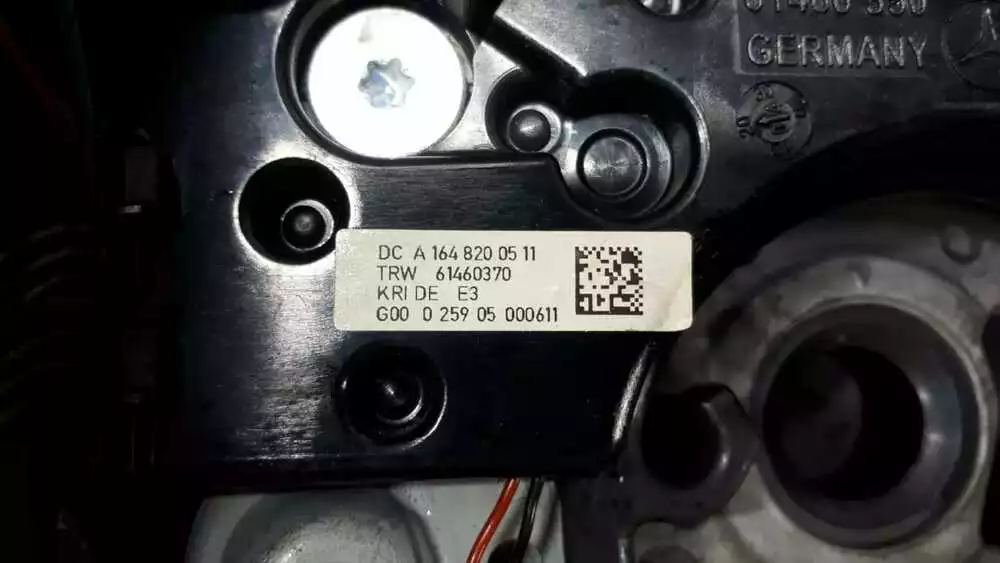 GERMANY
DC A 164 820 05 11
TRW 61460370
KRI DE E3
G00 0 259 05 000611